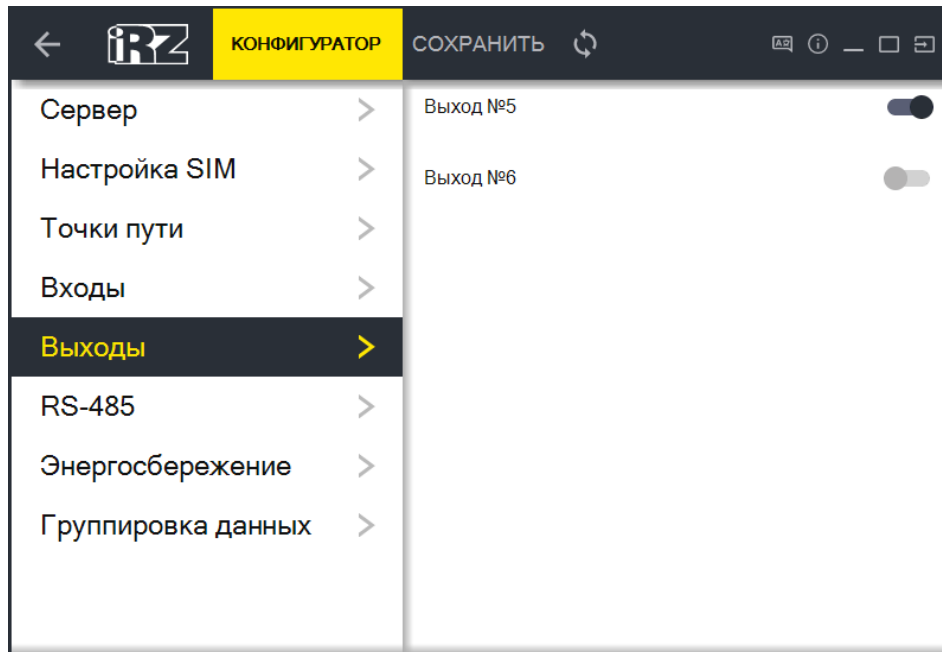 iRZ КОНФИГУРАТОР СОХРАНИТЬ
Сервер
Настройка SIM
Точки пути
Входы
Выходы
RS-485
Энергосбережение
Группировка данных
Выход №5
Выход №6